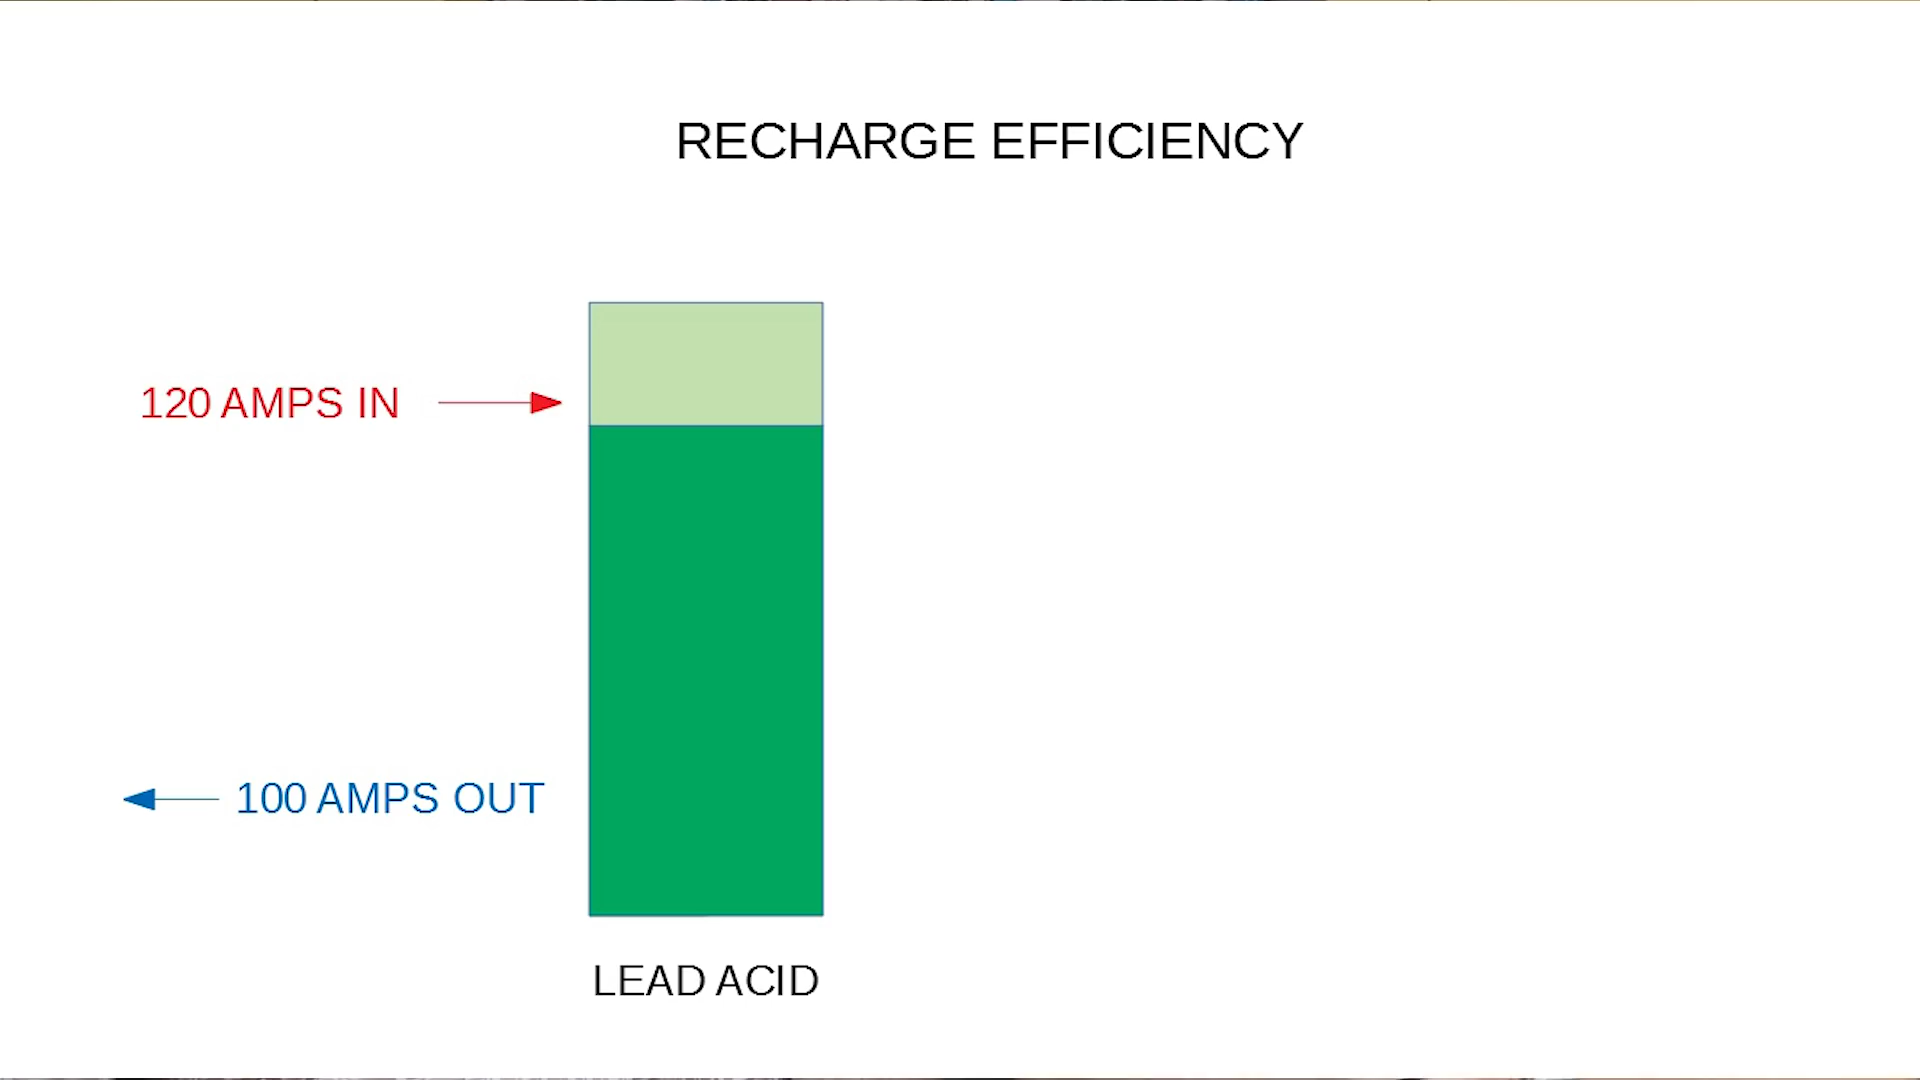 RECHARGE EFFICIENCY
120 AMPS IN
100 AMPS OUT
LEAD ACID